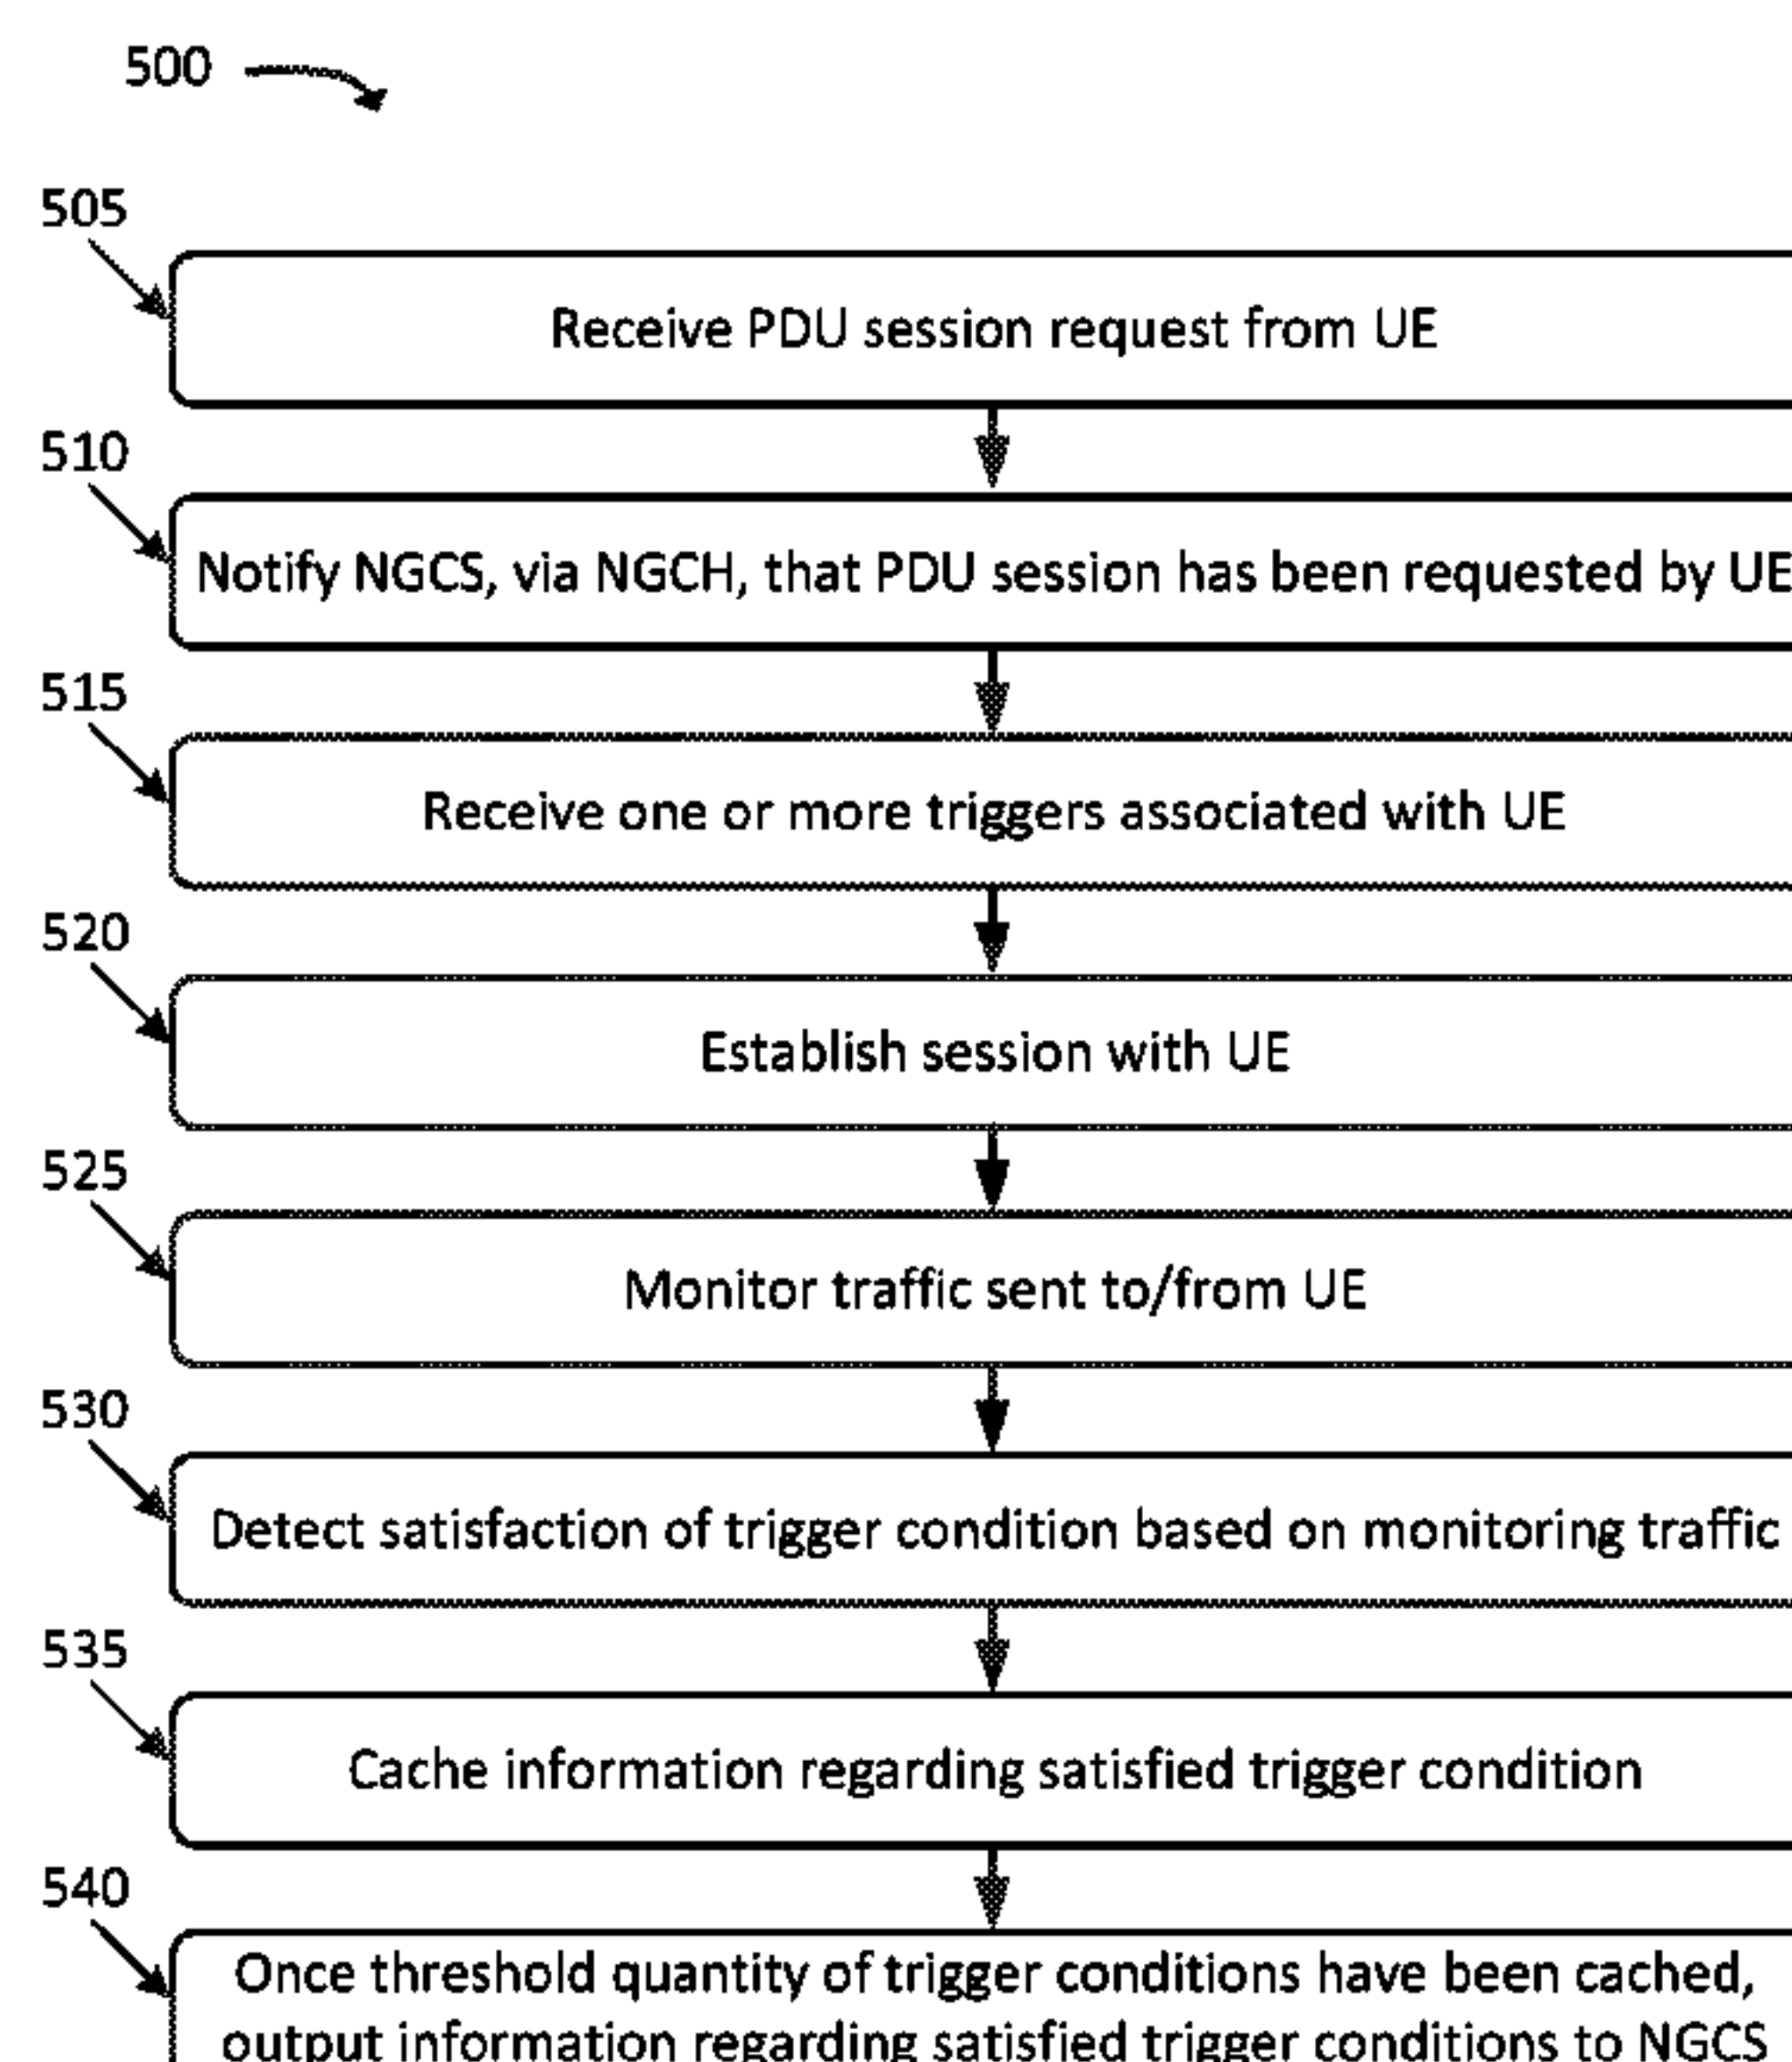 500
505
Receive PDU session request from UE
510
Notify NGCS, via NGCH, that PDU session has been requested by UE
515
Receive one or more triggers associated with UE
520
Establish session with UE
525
Monitor traffic sent to/from UE
530
Detect satisfaction of trigger condition based on monitoring traffic
535
Cache information regarding satisfied trigger condition
540
Once threshold quantity of trigger conditions have been cached,
output information regarding satisfied trigger conditions to NGCS